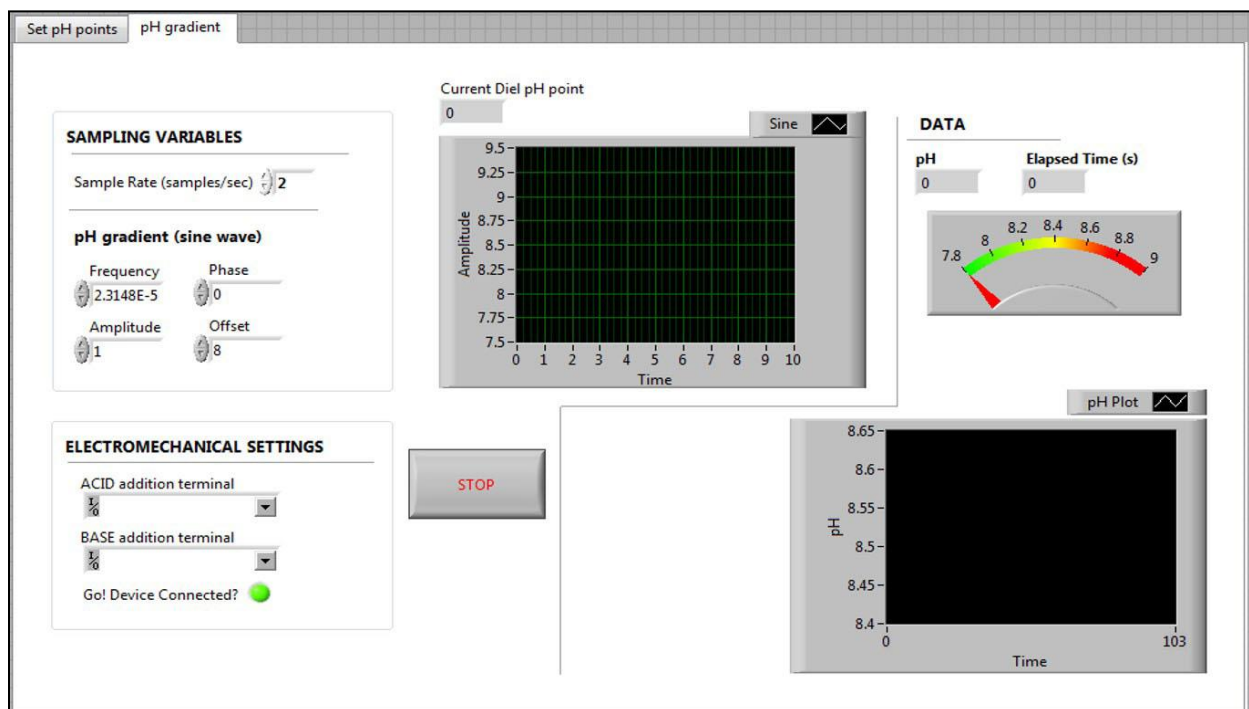 Set pH points
pH gradient
SAMPLING VARIABLES
Sample Rate (samples/sec) 2
pH gradient (sine wave)
Frequency Phase
2.3148E-5 0
Amplitude Offset
1 8
ELECTROMECHANICAL SETTINGS
ACID addition terminal
I/0
BASE addition terminal
I/0
Go! Device Connected?
Current Diel pH point
0
Sine
Amplitude
9.5
9.25
9
8.75
8.5
8.25
8
7.75
7.5
0 1 2 3 4 5 6 7 8 9 10
Time
STOP
DATA
pH Elapsed Time (s)
0 0
7.8 8 8.2 8.4 8.6 8.8 9
pH Plot
pH
8.65
8.6
8.55
8.5
8.45
8.4
0 103
Time